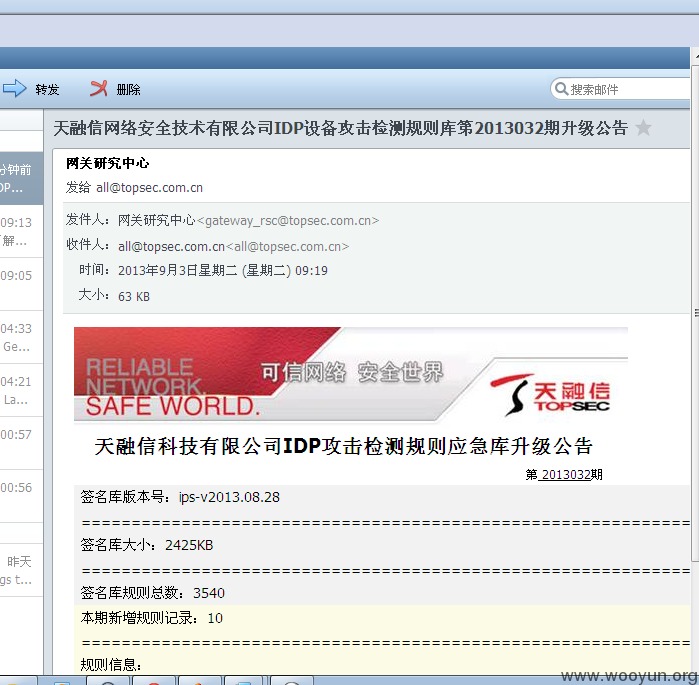 转发
删除
搜索邮件
天融信网络安全技术有限公司IDP设备攻击检测规则库第2013032期升级公告
分钟前
DP...
网关研究中心
发给 all@topsec.com.cn
09:13
解...
发件人: 网关研究中心<gateway_rsc@topsec.com.cn>
收件人: all@topsec.com.cn<all@topsec.com.cn>
09:05
时间: 2013年9月3日星期二 (星期二) 09:19
大小: 63 KB
04:33
Ge...
04:21
La...
00:57
00:56
昨天
gs t...
RELIABLE
NETWORK.
SAFE WORLD.
可信网络 安全世界
天融信
TOPSEC
天融信科技有限公司IDP攻击检测规则应急库升级公告
第 2013032期
签名库版本号: ips-v2013.08.28
==============================================================
签名库大小: 2425KB
==============================================================
签名库规则总数: 3540
本期新增规则记录: 10
==============================================================
规则信息:
www.wooyun.org